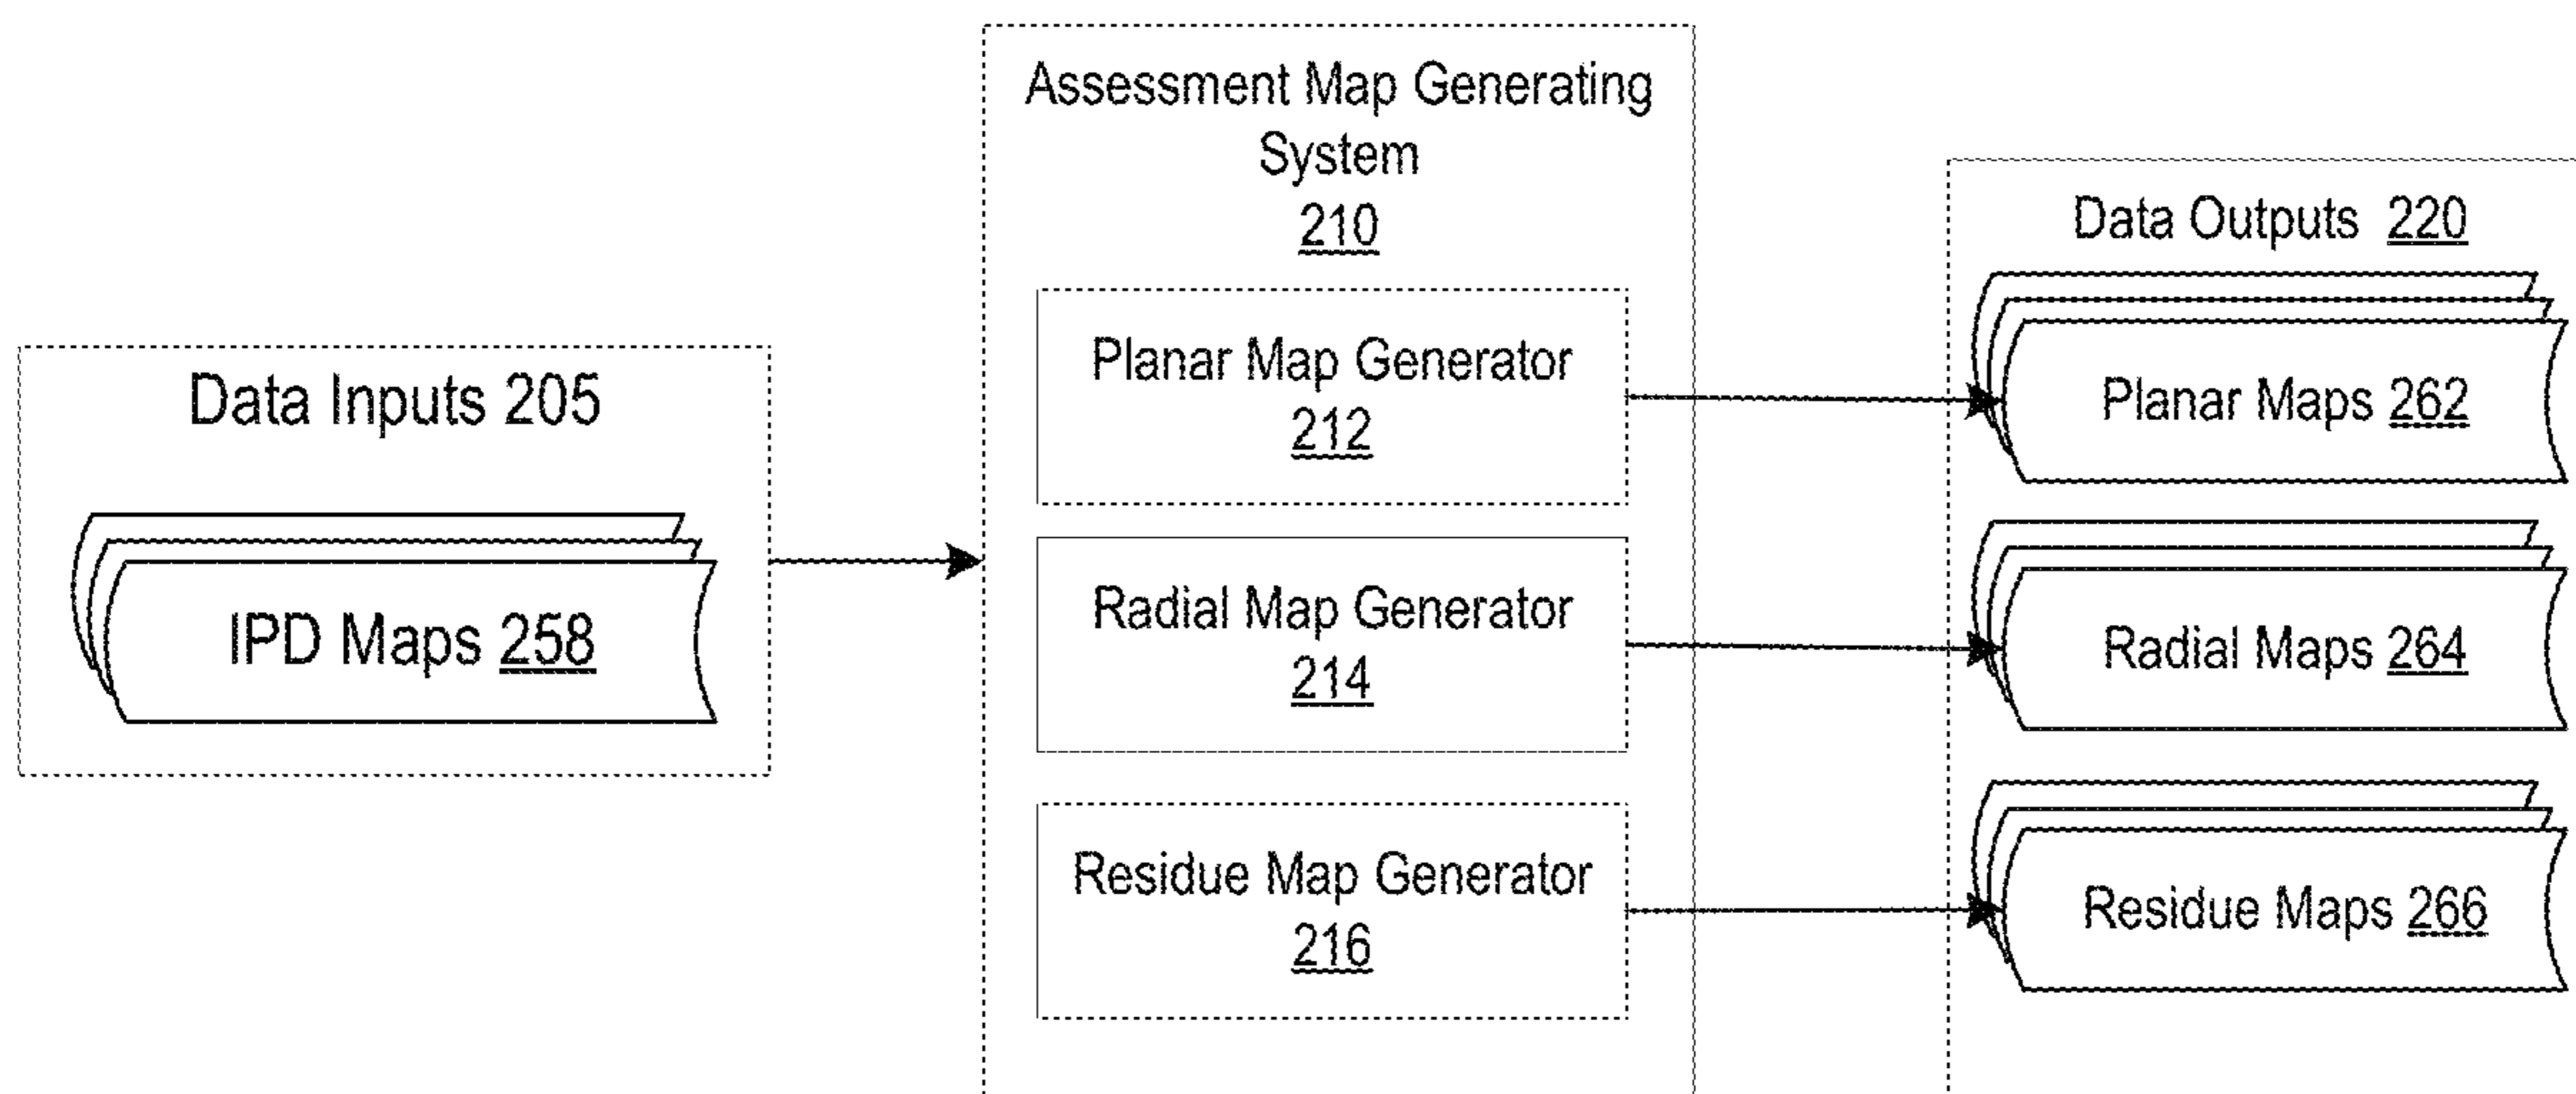 Data Inputs 205
IPD Maps 258
Assessment Map Generating
System
210
Planar Map Generator
212
Radial Map Generator
214
Residue Map Generator
216
Data Outputs 220
Planar Maps 262
Radial Maps 264
Residue Maps 266